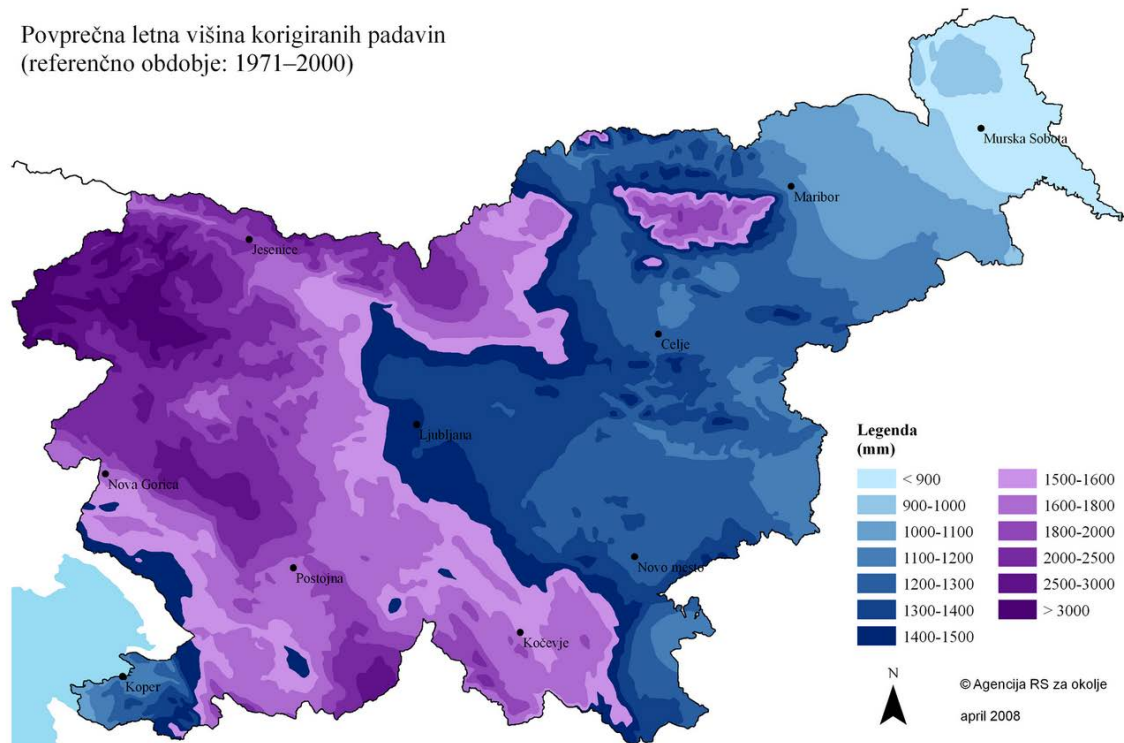 Povprečna letna višina korigiranih padavin
(referenčno obdobje: 1971–2000)
Murska Sobota
Maribor
Jesenice
Celje
Ljubljana
Nova Gorica
Novo mesto
Postojna
Kočevje
Koper
Legenda
(mm)
< 900
900-1000
1000-1100
1100-1200
1200-1300
1300-1400
1400-1500
1500-1600
1600-1800
1800-2000
2000-2500
2500-3000
> 3000
N
© Agencija RS za okolje
april 2008